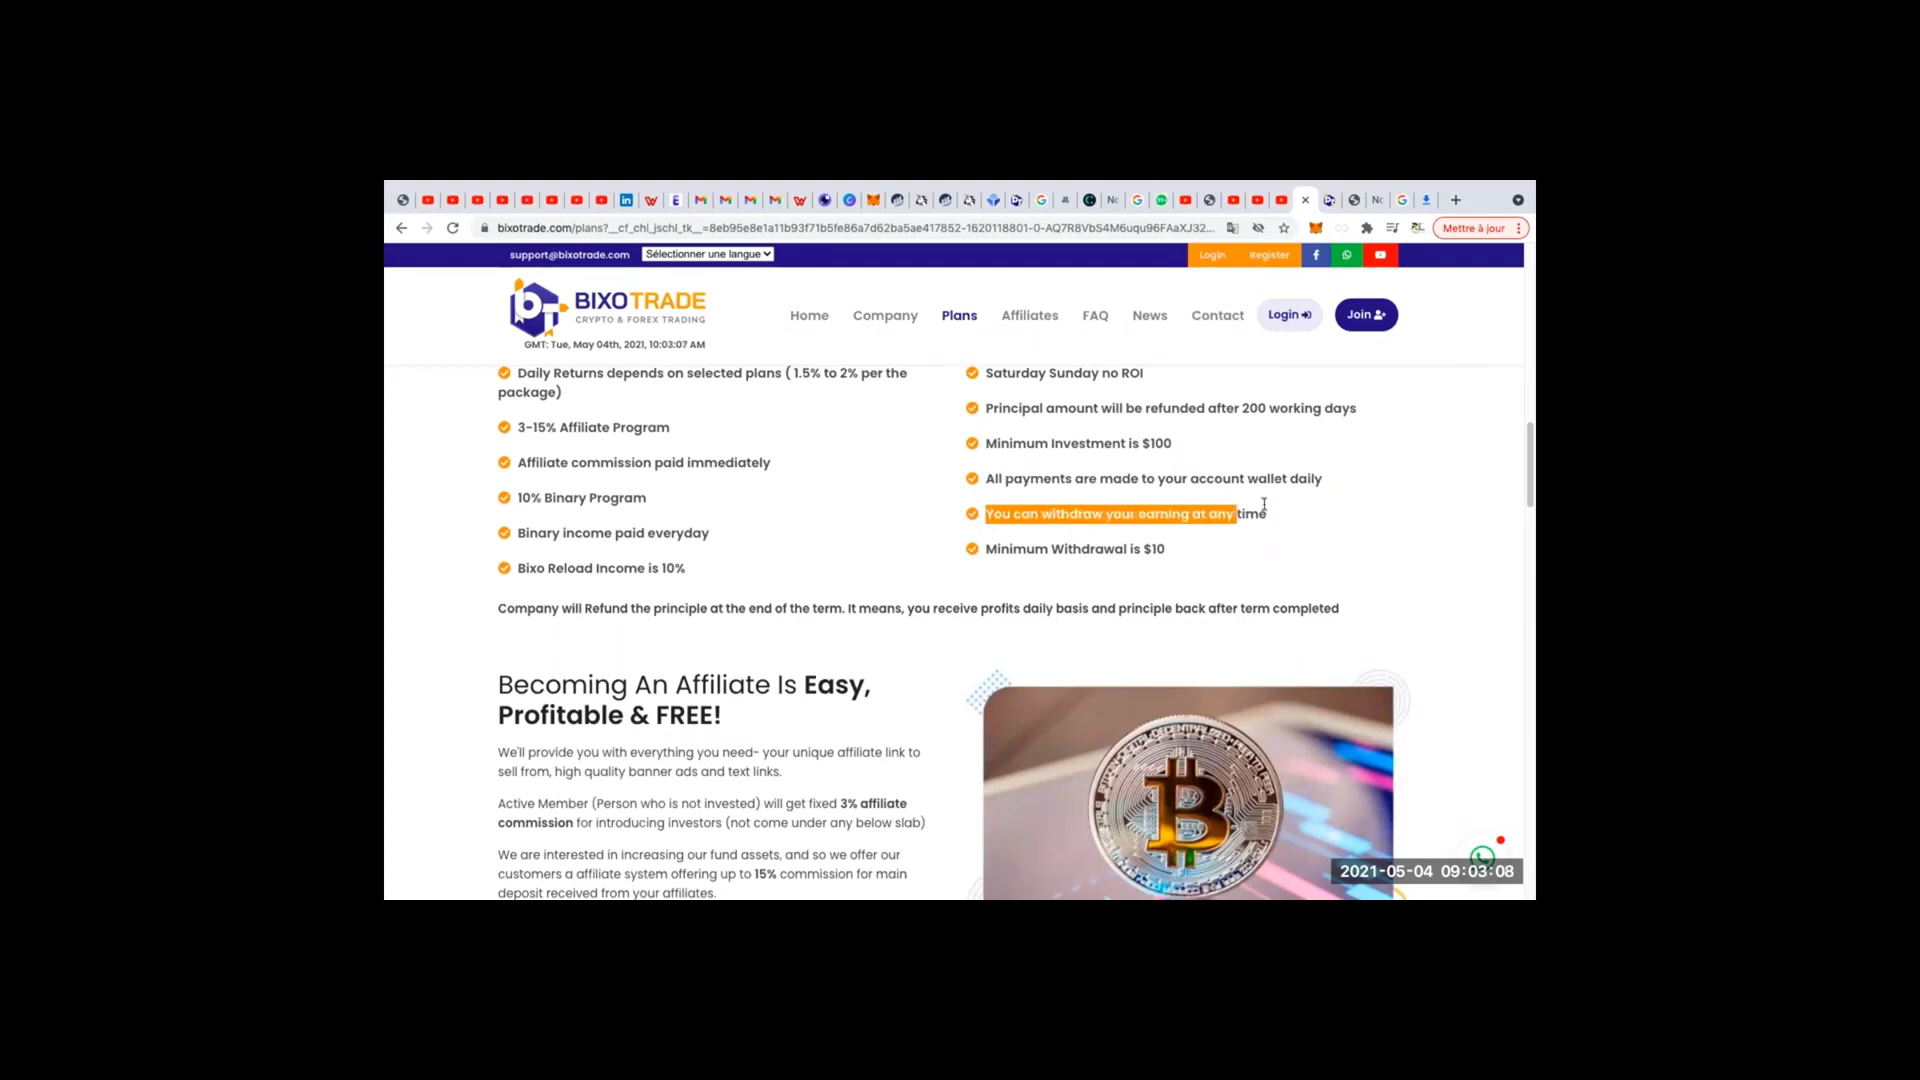 bixotrade.com/plans?__cf_chl_jschl_tk__=8eb95e8e1a11b93f71b5fe86a7d62ba5ae417852-1620118801-0-AQ7R8VbS4M6uqu96FAaXJ32...
Mettre à jour
support@bixotrade.com
Sélectionner une langue
Login
Register
BIXOTRADE
CRYPTO & FOREX TRADING
GMT: Tue, May 04th, 2021, 10:03:07 AM
Home
Company
Plans
Affiliates
FAQ
News
Contact
Login
Join
Daily Returns depends on selected plans ( 1.5% to 2% per the
package)
3-15% Affiliate Program
Affiliate commission paid immediately
10% Binary Program
Binary income paid everyday
Bixo Reload Income is 10%
Saturday Sunday no ROI
Principal amount will be refunded after 200 working days
Minimum Investment is $100
All payments are made to your account wallet daily
You can withdraw your earning at any time
Minimum Withdrawal is $10
Company will Refund the principle at the end of the term. It means, you receive profits daily basis and principle back after term completed
Becoming An Affiliate Is Easy,
Profitable & FREE!
We'll provide you with everything you need- your unique affiliate link to
sell from, high quality banner ads and text links.
Active Member (Person who is not invested) will get fixed 3% affiliate
commission for introducing investors (not come under any below slab)
We are interested in increasing our fund assets, and so we offer our
customers a affiliate system offering up to 15% commission for main
deposit received from your affiliates.
2021-05-04 09:03:08